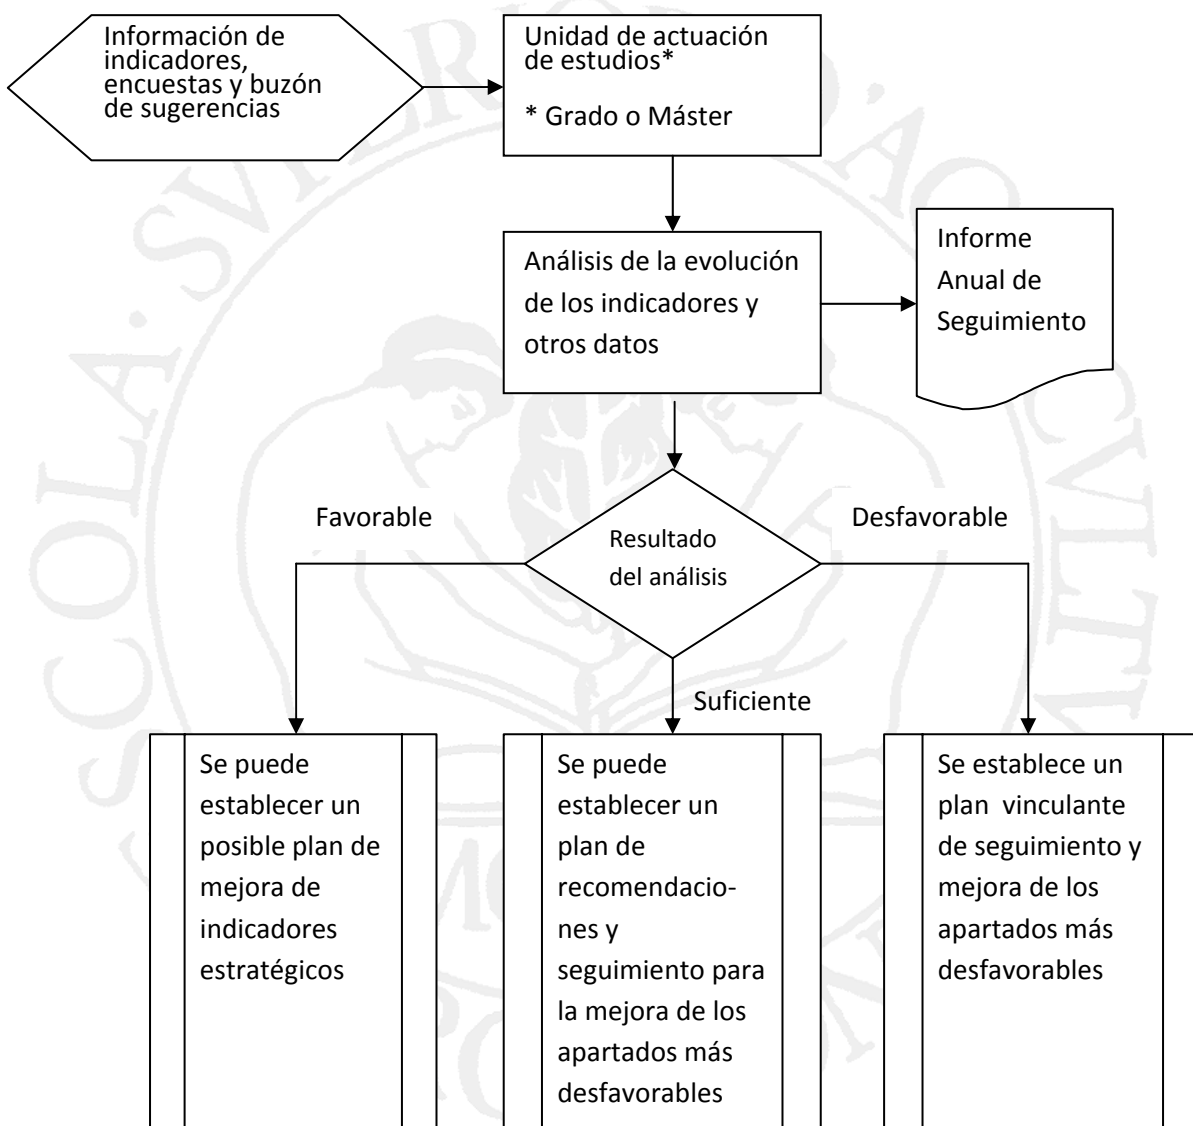 Información de
indicadores,
encuestas y buzón
de sugerencias
Unidad de actuación
de estudios*
* Grado o Máster
Análisis de la evolución
de los indicadores y
otros datos
Informe
Anual de
Seguimiento
Favorable
Resultado
del análisis
Desfavorable
Suficiente
Se puede
establecer un
posible plan de
mejora de
indicadores
estratégicos
Se puede
establecer un
plan de
recomendacio-
nes y
seguimiento para
la mejora de los
apartados más
desfavorables
Se establece un
plan  vinculante
de seguimiento y
mejora de los
apartados más
desfavorables